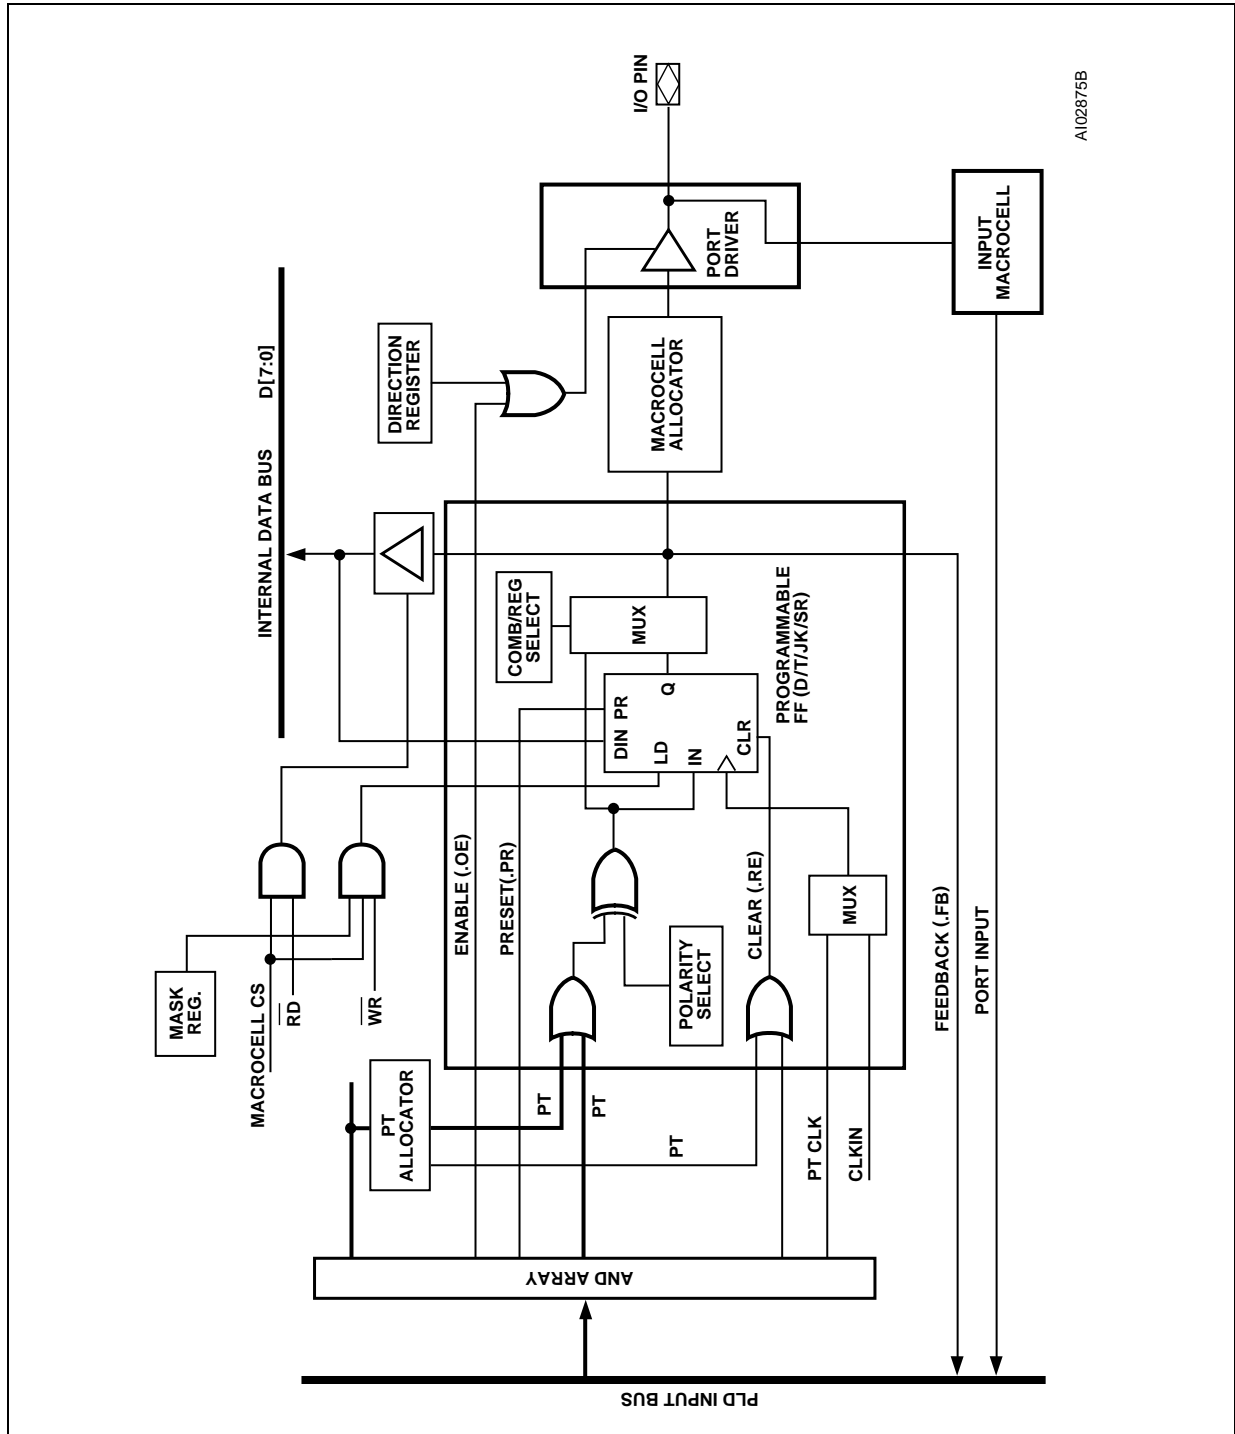 MASK
REG.
MACROCELL CS
RD
WR
INTERNAL DATA BUS D[7:0]
DIRECTION
REGISTER
PT
ALLOCATOR
ENABLE (.OE)
PRESET(.PR)
COMB/REG
SELECT
MUX
DIN PR
LD
Q
IN
CLR
PROGRAMMABLE
FF (D/T/JK/SR)
MACROCELL
ALLOCATOR
PORT
DRIVER
I/O PIN
PT
PT
PT
POLARITY
SELECT
CLEAR (.RE)
MUX
PT CLK
CLKIN
FEEDBACK (.FB)
PORT INPUT
INPUT
MACROCELL
AND ARRAY
PLD INPUT BUS
AI02875B